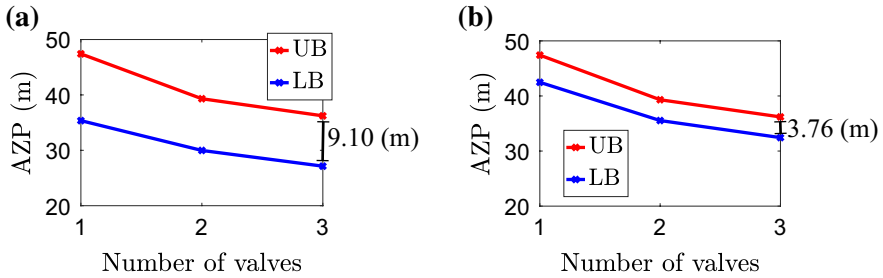 (a)
50
40
30
20
AZP (m)
UB
LB
9.10 (m)
1 2 3
Number of valves
(b)
50
40
30
20
AZP (m)
3.76 (m)
UB
LB
1 2 3
Number of valves